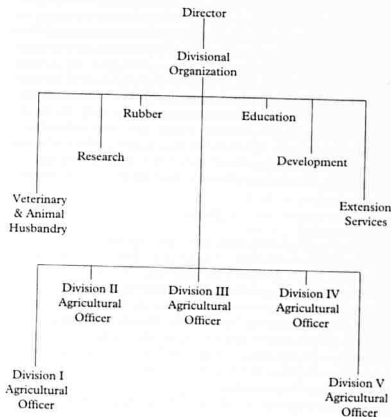 Director
Divisional
Organization
Rubber
Education
Research
Development
Veterinary
& Animal
Husbandry
Extension
Services
Division II
Agricultural
Officer
Division III
Agricultural
Officer
Division IV
Agricultural
Officer
Division I
Agricultural
Officer
Division V
Agricultural
Officer